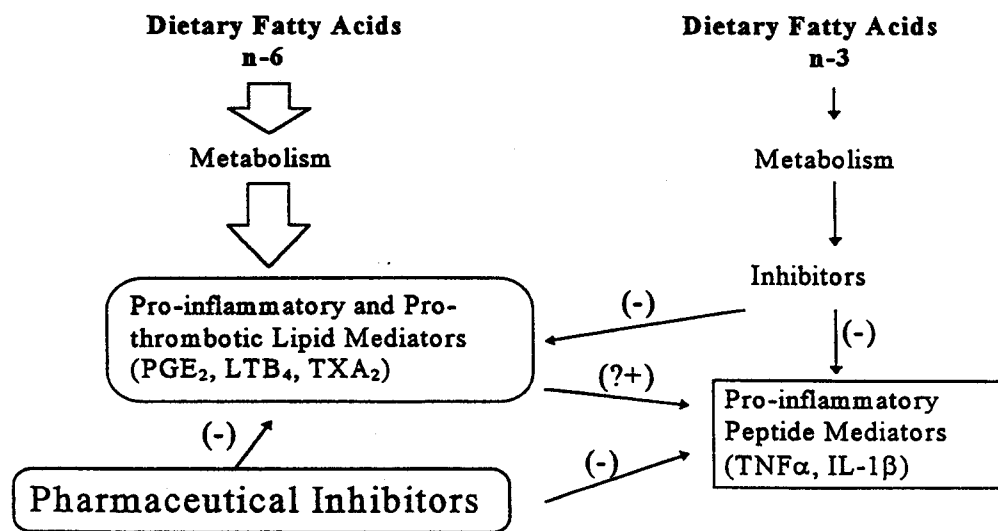 Dietary Fatty Acids
n-6
Dietary Fatty Acids
n-3
Metabolism
Metabolism
Inhibitors
Pro-inflammatory and Pro-
thrombotic Lipid Mediators
(PGE₂, LTB₄, TXA₂)
(-)
(-)
(?+)
Pro-inflammatory
Peptide Mediators
(TNFα, IL-1β)
(-)
(-)
Pharmaceutical Inhibitors